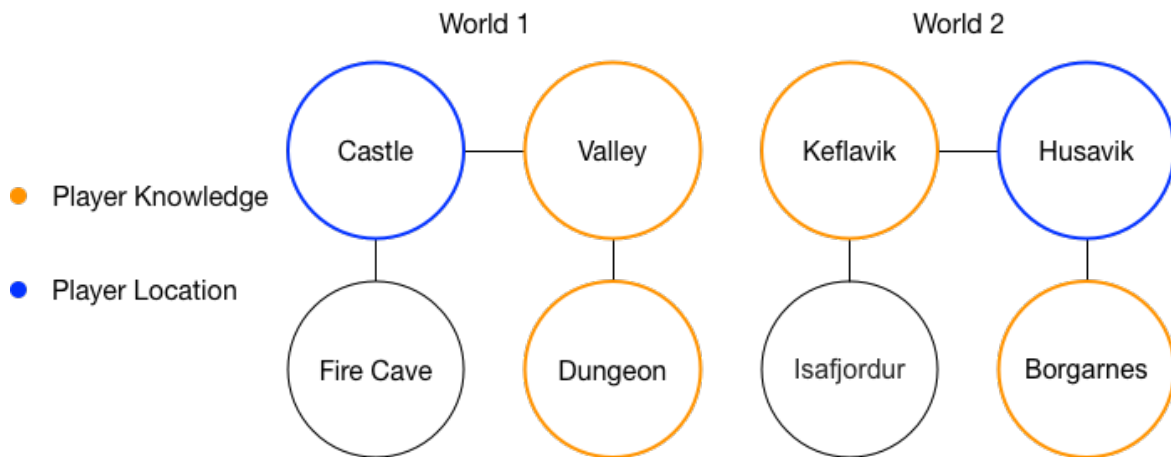 World 1
World 2
Castle
Valley
Keflavik
Husavik
Player Knowledge
Player Location
Fire Cave
Dungeon
Isafjordur
Borgarnes